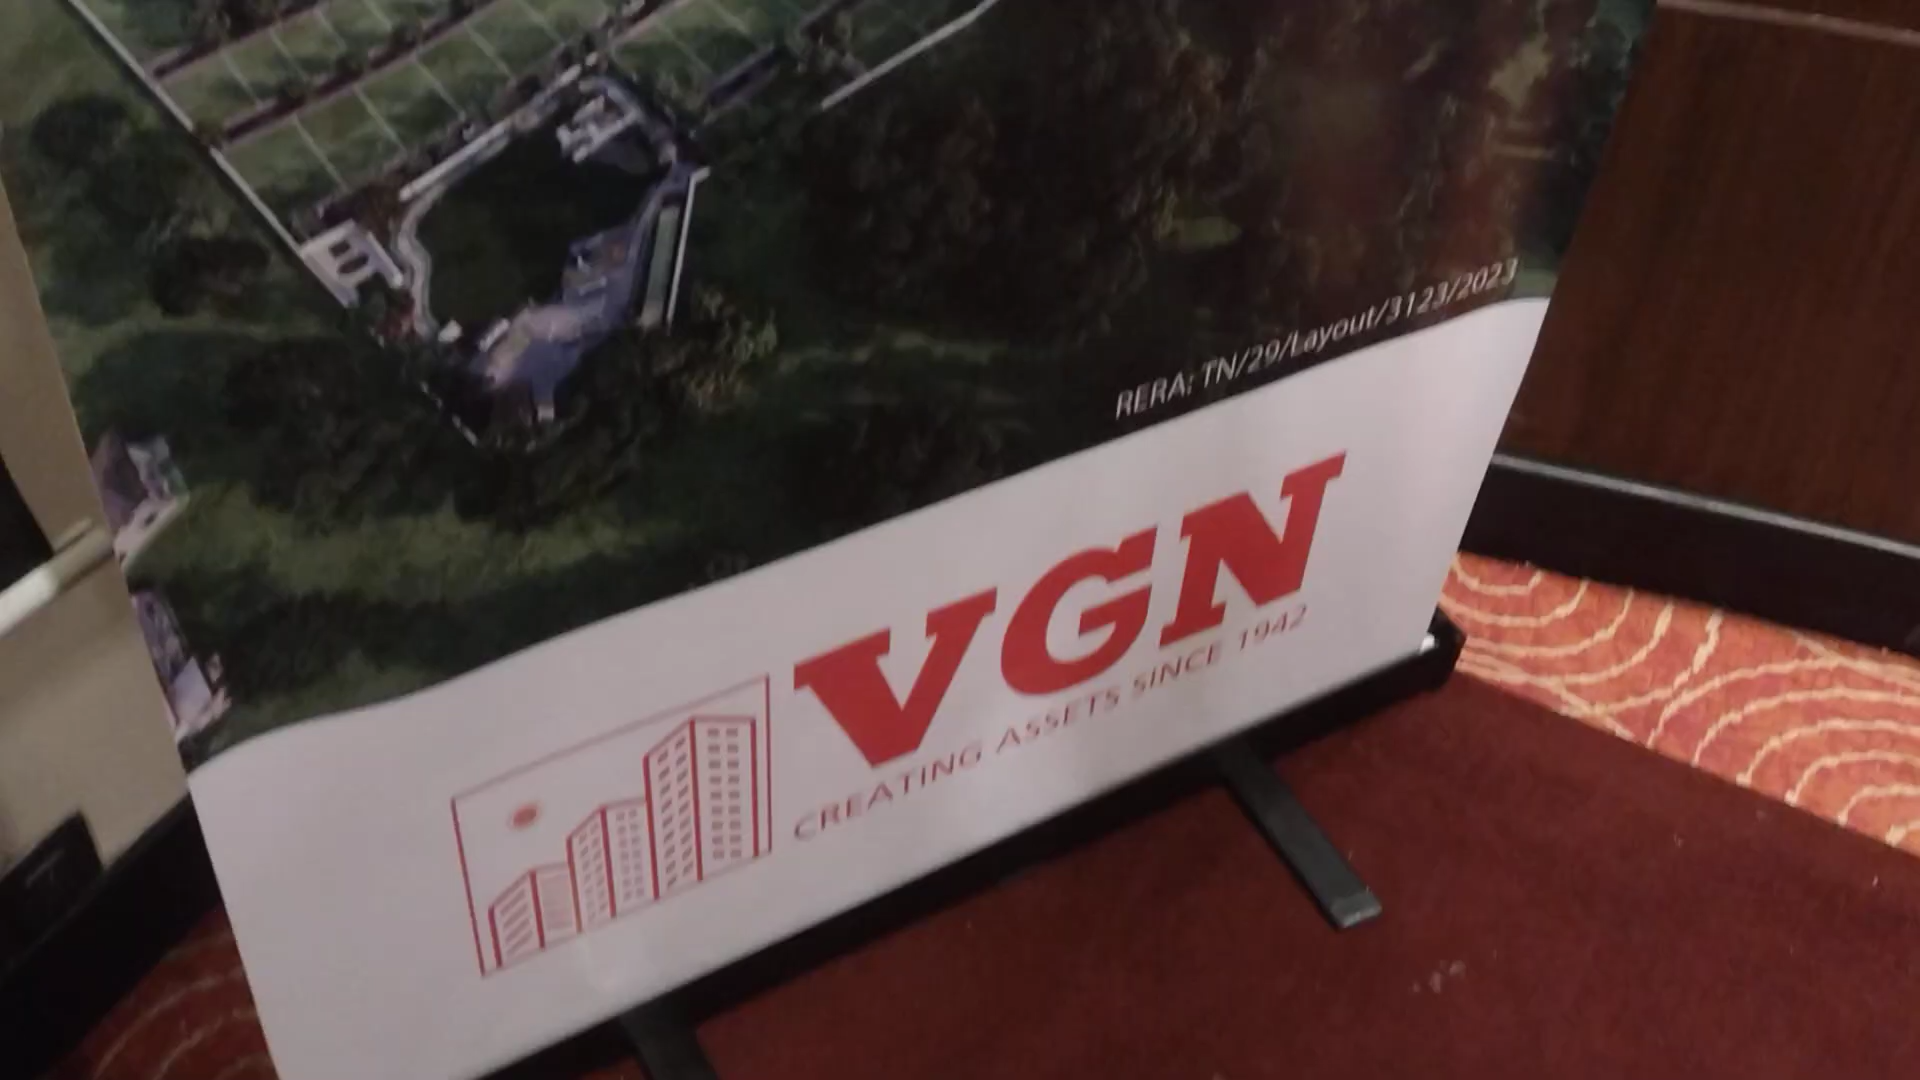 RERA: TN/29/Layout/3123/2023
VGN
CREATING ASSETS SINCE 1942